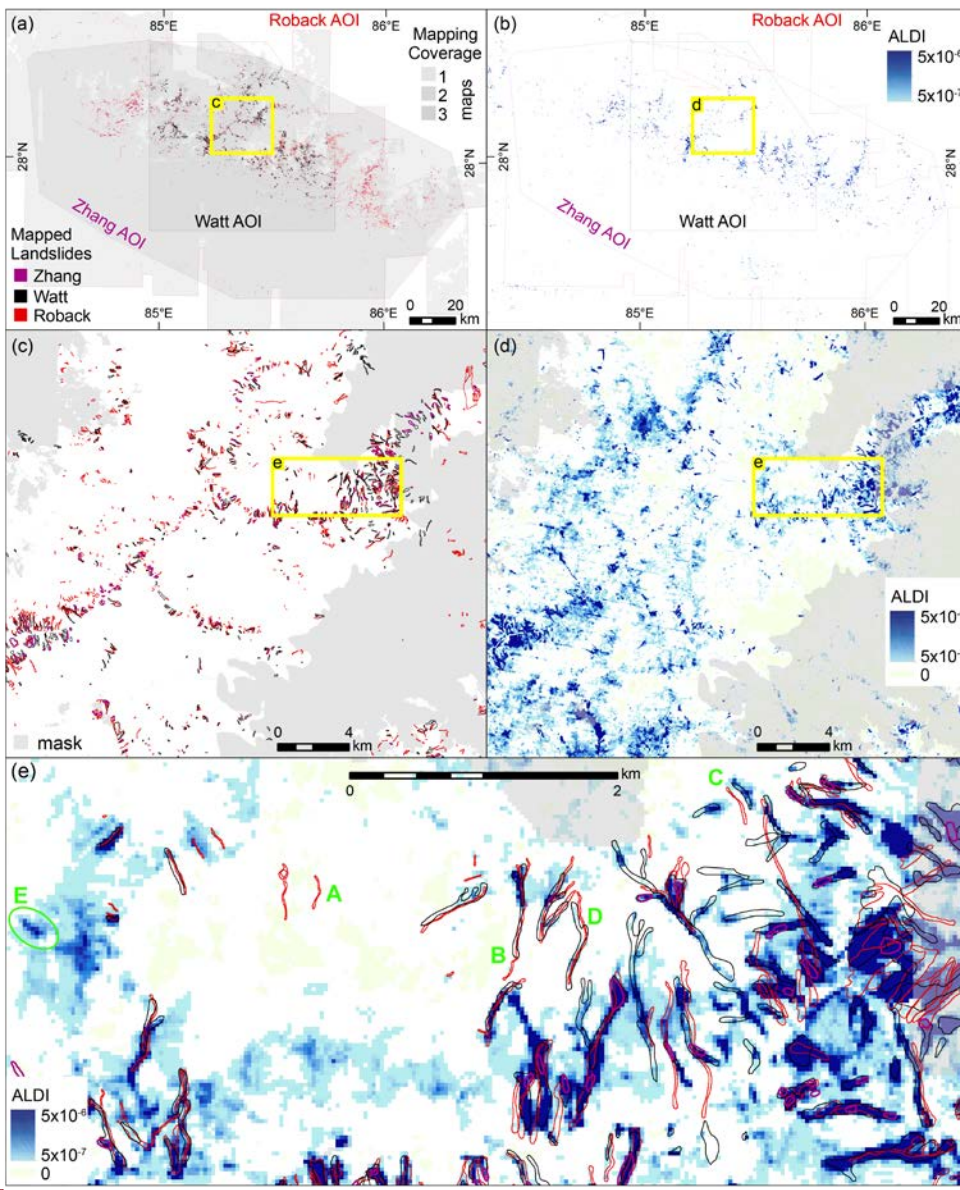 (a)
85°E
86°E
Roback AOI
Mapping
Coverage
1
2
3
maps
c
28°N
28°N
Zhang AOI
Watt AOI
Mapped
Landslides
Zhang
Watt
Roback
85°E
86°E
0 20
km
(b)
85°E
86°E
Roback AOI
ALDI
5x10⁻⁶
5x10⁻⁷
d
28°N
28°N
Zhang AOI
Watt AOI
85°E
86°E
0 20
km
(c)
e
mask
0 4
km
(d)
e
ALDI
5x10⁻
5x10⁻
0
0 4
km
(e)
km
0 2
C
E
A
D
B
ALDI
5x10⁻⁶
5x10⁻⁷
0